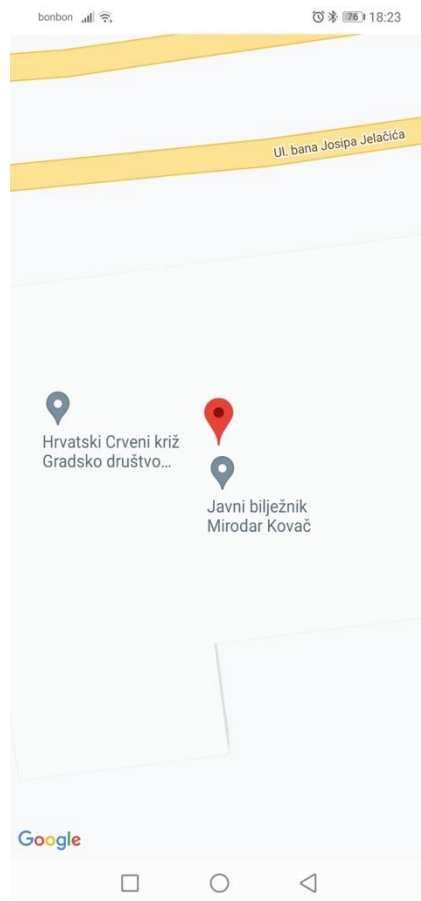 bonbon 76 18:23
Ul. bana Josipa Jelačića
Hrvatski Crveni križ
Gradsko društvo...
Javni bilježnik
Mirodar Kovač
Google